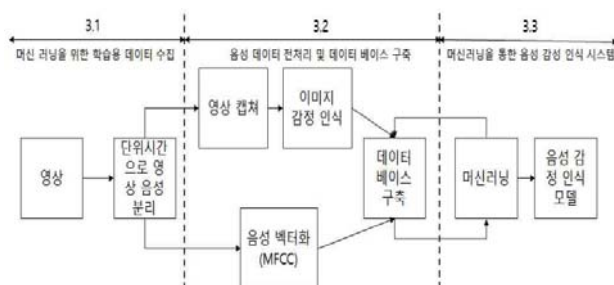 3.1
3.2
3.3
머신 러닝을 위한 학습용 데이터 수집
음성 데이터 전처리 및 데이터 베이스 구축
머신러닝을 통한 음성 감성 인식 시스템
영상
단위시간
으로 영
상 음성
분리
영상 캡쳐
이미지
감정 인식
음성 벡터화
(MFCC)
데이터
베이스
구축
머신러닝
음성 감
정 인식
모델